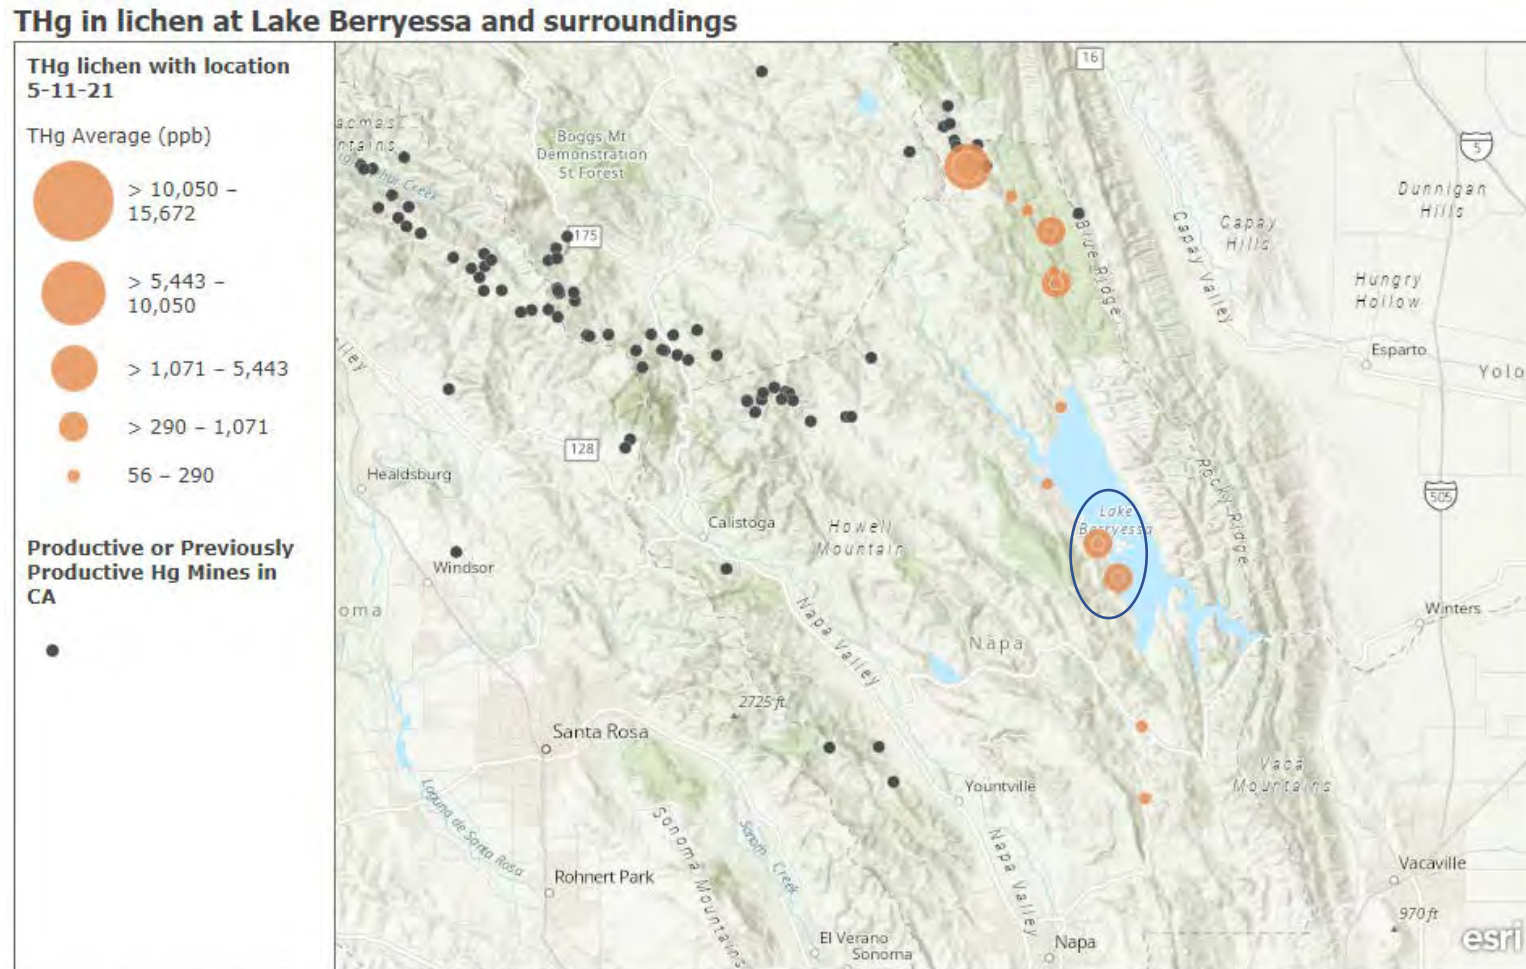 THg in lichen at Lake Berryessa and surroundings
THg lichen with location
5-11-21
THg Average (ppb)
> 10,050 –
15,672
> 5,443 –
10,050
> 1,071 – 5,443
> 290 – 1,071
56 – 290
Productive or Previously
Productive Hg Mines in
CA
16
Boggs Mt
Demonstration
St Forest
5
Dunnigan
Hills
Capay
Hills
Capay Valley
175
Blue Ridge
Hungry
Hollow
Esparto
Yolo
128
Healdsburg
Rocky Ridge
505
Lake
Berryessa
Calistoga
Howell
Mountain
Windsor
oma
Napa Valley
Winters
Napa
2725 ft
Santa Rosa
Vaca
Mountains
Yountville
Laguna de Santa Rosa
Sonoma Mountains
Sonom Creek
Napa Valley
Vacaville
Rohnert Park
970 ft
El Verano
Sonoma
Napa
esri